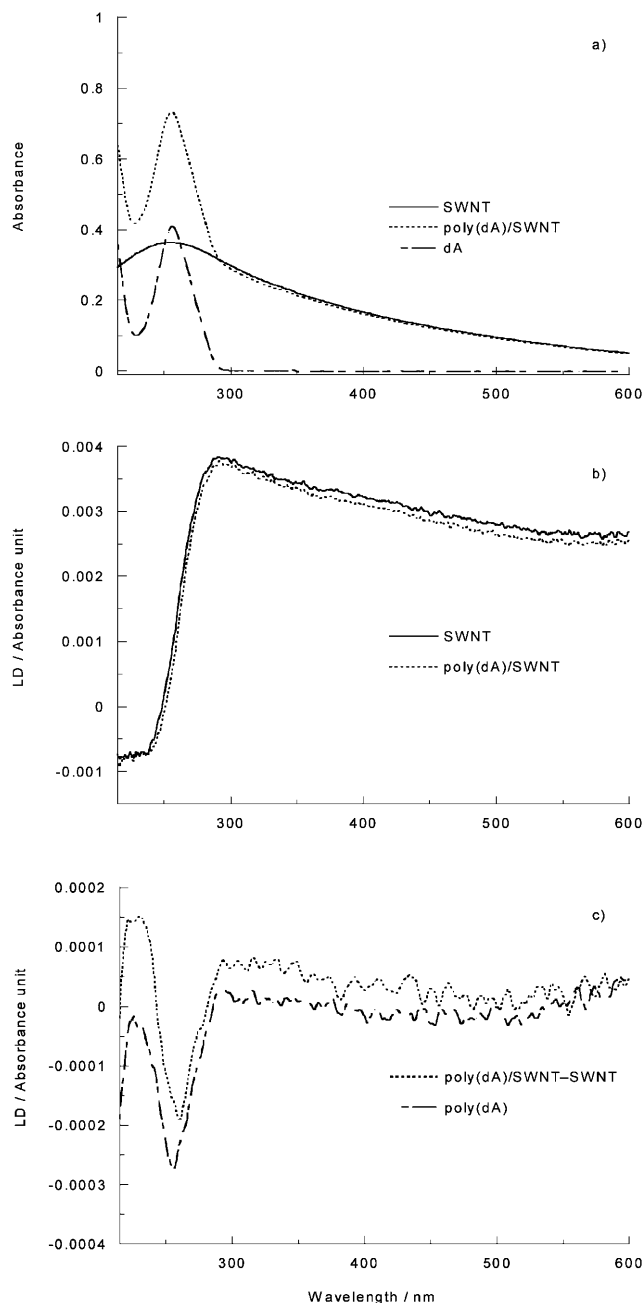 a)
1
0.8
0.6
0.4
0.2
0
Absorbance
SWNT
poly(dA)/SWNT
dA
300
400
500
600
b)
0.004
0.003
0.002
0.001
0
-0.001
LD / Absorbance unit
SWNT
poly(dA)/SWNT
300
400
500
600
c)
0.0002
0.0001
0
-0.0001
-0.0002
-0.0003
-0.0004
LD / Absorbance unit
poly(dA)/SWNT–SWNT
poly(dA)
300
400
500
600
Wavelength / nm